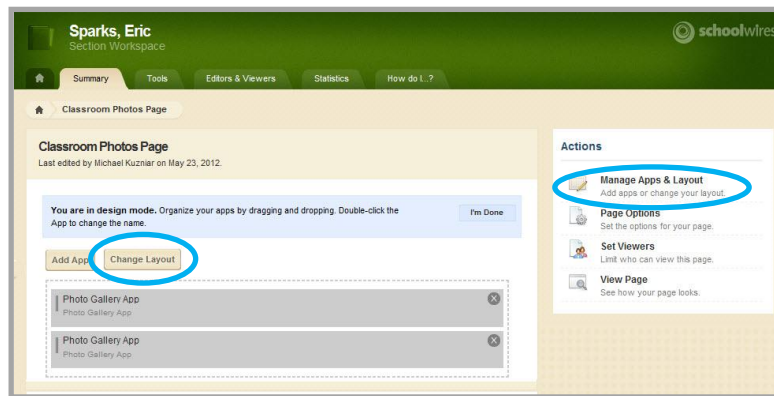 Sparks, Eric
Section Workspace
schoolwires
Summary
Tools
Editors & Viewers
Statistics
How do I...?
Classroom Photos Page
Classroom Photos Page
Last edited by Michael Kuzniar on May 23, 2012.
You are in design mode. Organize your apps by dragging and dropping. Double-click the
App to change the name.
I'm Done
Add App
Change Layout
Photo Gallery App
Photo Gallery App
Photo Gallery App
Photo Gallery App
Actions
Manage Apps & Layout
Add apps or change your layout.
Page Options
Set the options for your page.
Set Viewers
Limit who can view this page.
View Page
See how your page looks.